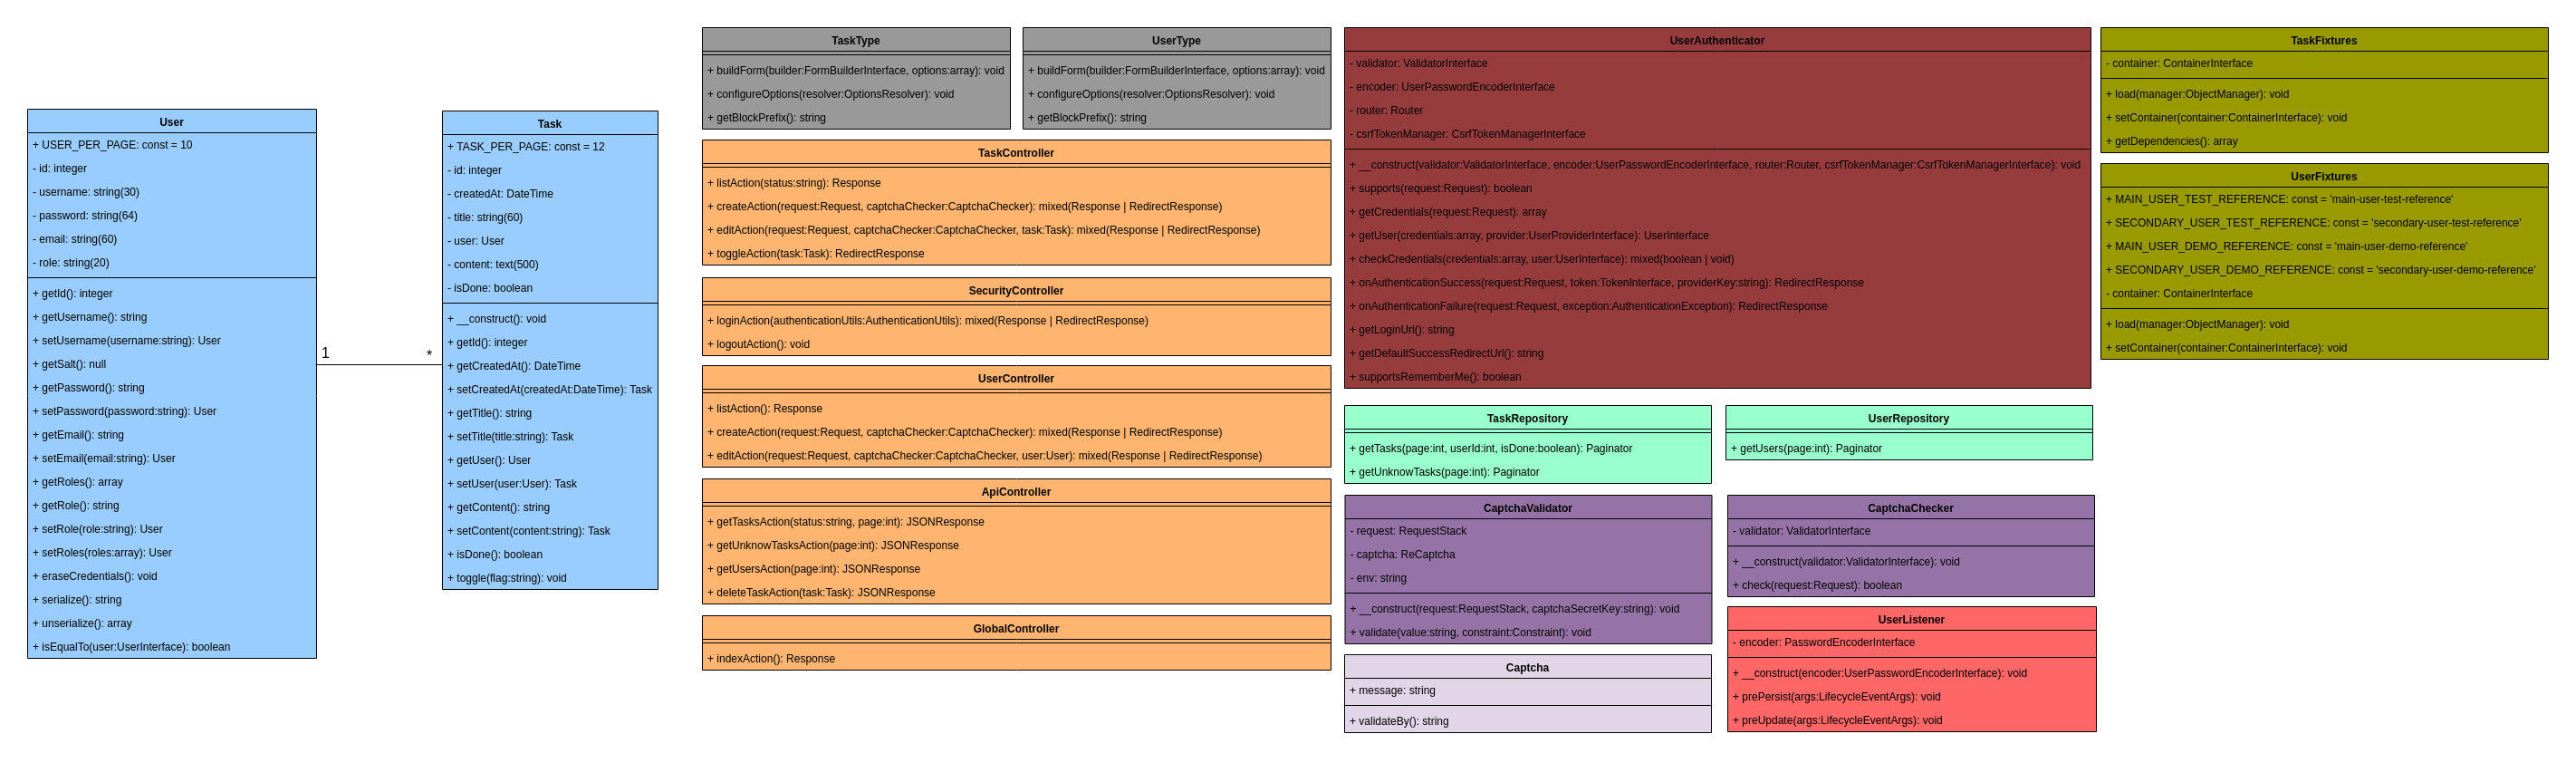 User
+ USER_PER_PAGE: const = 10
- id: integer
- username: string(30)
- password: string(64)
- email: string(60)
- role: string(20)
+ getId(): integer
+ getUsername(): string
+ setUsername(username:string): User
+ getSalt(): null
+ getPassword(): string
+ setPassword(password:string): User
+ getEmail(): string
+ setEmail(email:string): User
+ getRoles(): array
+ getRole(): string
+ setRole(role:string): User
+ setRoles(roles:array): User
+ eraseCredentials(): void
+ serialize(): string
+ unserialize(): array
+ isEqualTo(user:UserInterface): boolean
1
*
Task
+ TASK_PER_PAGE: const = 12
- id: integer
- createdAt: DateTime
- title: string(60)
- user: User
- content: text(500)
- isDone: boolean
+ __construct(): void
+ getId(): integer
+ getCreatedAt(): DateTime
+ setCreatedAt(createdAt:DateTime): Task
+ getTitle(): string
+ setTitle(title:string): Task
+ getUser(): User
+ setUser(user:User): Task
+ getContent(): string
+ setContent(content:string): Task
+ isDone(): boolean
+ toggle(flag:string): void
TaskType
+ buildForm(builder:FormBuilderInterface, options:array): void
+ configureOptions(resolver:OptionsResolver): void
+ getBlockPrefix(): string
UserType
+ buildForm(builder:FormBuilderInterface, options:array): void
+ configureOptions(resolver:OptionsResolver): void
+ getBlockPrefix(): string
TaskController
+ listAction(status:string): Response
+ createAction(request:Request, captchaChecker:CaptchaChecker): mixed(Response | RedirectResponse)
+ editAction(request:Request, captchaChecker:CaptchaChecker, task:Task): mixed(Response | RedirectResponse)
+ toggleAction(task:Task): RedirectResponse
SecurityController
+ loginAction(authenticationUtils:AuthenticationUtils): mixed(Response | RedirectResponse)
+ logoutAction(): void
UserController
+ listAction(): Response
+ createAction(request:Request, captchaChecker:CaptchaChecker): mixed(Response | RedirectResponse)
+ editAction(request:Request, captchaChecker:CaptchaChecker, user:User): mixed(Response | RedirectResponse)
ApiController
+ getTasksAction(status:string, page:int): JSONResponse
+ getUnknowTasksAction(page:int): JSONResponse
+ getUsersAction(page:int): JSONResponse
+ deleteTaskAction(task:Task): JSONResponse
GlobalController
+ indexAction(): Response
UserAuthenticator
- validator: ValidatorInterface
- encoder: UserPasswordEncoderInterface
- router: Router
- csrfTokenManager: CsrfTokenManagerInterface
+ __construct(validator:ValidatorInterface, encoder:UserPasswordEncoderInterface, router:Router, csrfTokenManager:CsrfTokenManagerInterface): void
+ supports(request:Request): boolean
+ getCredentials(request:Request): array
+ getUser(credentials:array, provider:UserProviderInterface): UserInterface
+ checkCredentials(credentials:array, user:UserInterface): mixed(boolean | void)
+ onAuthenticationSuccess(request:Request, token:TokenInterface, providerKey:string): RedirectResponse
+ onAuthenticationFailure(request:Request, exception:AuthenticationException): RedirectResponse
+ getLoginUrl(): string
+ getDefaultSuccessRedirectUrl(): string
+ supportsRememberMe(): boolean
TaskRepository
+ getTasks(page:int, userId:int, isDone:boolean): Paginator
+ getUnknowTasks(page:int): Paginator
UserRepository
+ getUsers(page:int): Paginator
CaptchaValidator
- request: RequestStack
- captcha: ReCaptcha
- env: string
+ __construct(request:RequestStack, captchaSecretKey:string): void
+ validate(value:string, constraint:Constraint): void
CaptchaChecker
- validator: ValidatorInterface
+ __construct(validator:ValidatorInterface): void
+ check(request:Request): boolean
Captcha
+ message: string
+ validateBy(): string
UserListener
- encoder: PasswordEncoderInterface
+ __construct(encoder:UserPasswordEncoderInterface): void
+ prePersist(args:LifecycleEventArgs): void
+ preUpdate(args:LifecycleEventArgs): void
TaskFixtures
- container: ContainerInterface
+ load(manager:ObjectManager): void
+ setContainer(container:ContainerInterface): void
+ getDependencies(): array
UserFixtures
+ MAIN_USER_TEST_REFERENCE: const = 'main-user-test-reference'
+ SECONDARY_USER_TEST_REFERENCE: const = 'secondary-user-test-reference'
+ MAIN_USER_DEMO_REFERENCE: const = 'main-user-demo-reference'
+ SECONDARY_USER_DEMO_REFERENCE: const = 'secondary-user-demo-reference'
- container: ContainerInterface
+ load(manager:ObjectManager): void
+ setContainer(container:ContainerInterface): void